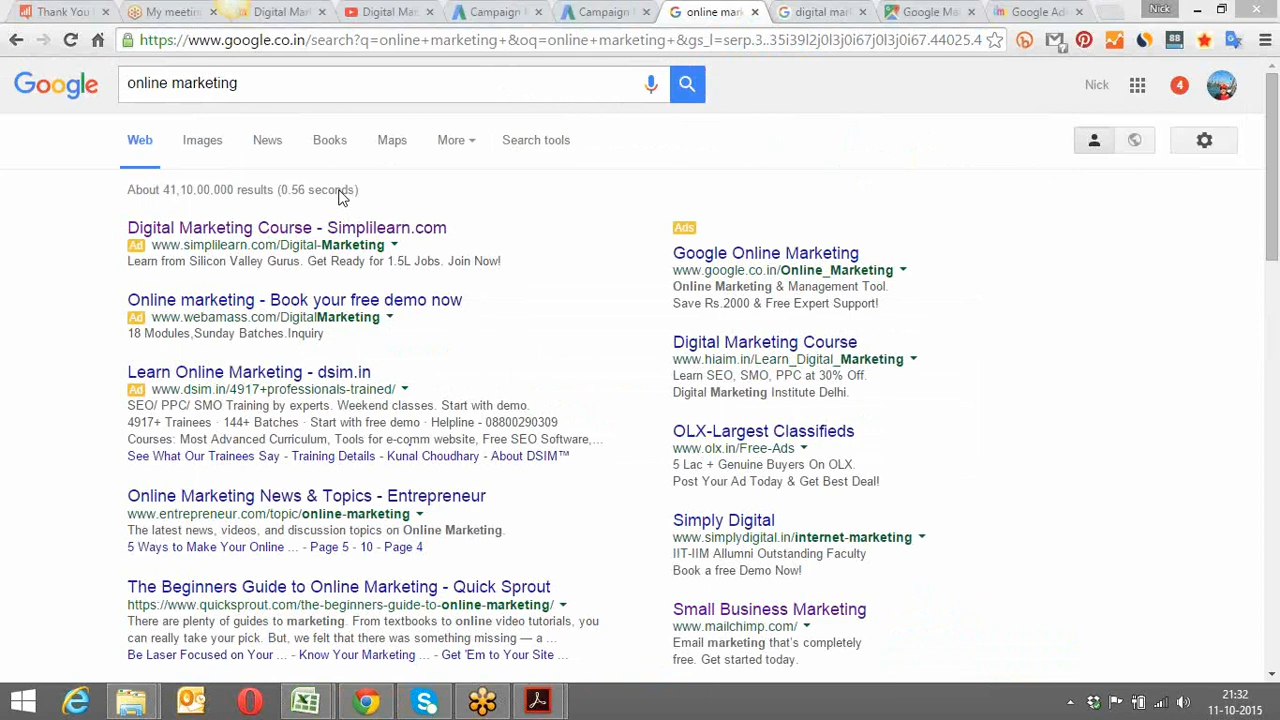 Thank You
My meeti
Digital Mark
Digital Mas
Campaign
Campaign
online mark
digital mark
Google Ma
Google Ad
Nick
https://www.google.co.in/search?q=online+marketing+&oq=online+marketing+&gs_l=serp.3..35i39l2j0l3j0i67j0l3j0i67.44025.4
88
Google
online marketing
Nick
4
Web
Images
News
Books
Maps
More
Search tools
About 41,10,00,000 results (0.56 seconds)
Digital Marketing Course - Simplilearn.com
Ad www.simplilearn.com/Digital-Marketing
Learn from Silicon Valley Gurus. Get Ready for 1.5L Jobs. Join Now!
Online marketing - Book your free demo now
Ad www.webamass.com/DigitalMarketing
18 Modules,Sunday Batches.Inquiry
Learn Online Marketing - dsim.in
Ad www.dsim.in/4917+professionals-trained/
SEO/ PPC/ SMO Training by experts. Weekend classes. Start with demo.
4917+ Trainees · 144+ Batches · Start with free demo · Helpline - 08800290309
Courses: Most Advanced Curriculum, Tools for e-comm website, Free SEO Software,...
See What Our Trainees Say - Training Details - Kunal Choudhary - About DSIM™
Online Marketing News & Topics - Entrepreneur
www.entrepreneur.com/topic/online-marketing
The latest news, videos, and discussion topics on Online Marketing.
5 Ways to Make Your Online ... - Page 5 - 10 - Page 4
The Beginners Guide to Online Marketing - Quick Sprout
https://www.quicksprout.com/the-beginners-guide-to-online-marketing/
There are plenty of guides to marketing. From textbooks to online video tutorials, you
can really take your pick. But, we felt that there was something missing — a ...
Be Laser Focused on Your ... - Know Your Marketing ... - Get 'Em to Your Site ...
Ads
Google Online Marketing
www.google.co.in/Online_Marketing
Online Marketing & Management Tool.
Save Rs.2000 & Free Expert Support!
Digital Marketing Course
www.hiaim.in/Learn_Digital_Marketing
Learn SEO, SMO, PPC at 30% Off.
Digital Marketing Institute Delhi.
OLX-Largest Classifieds
www.olx.in/Free-Ads
5 Lac + Genuine Buyers On OLX.
Post Your Ad Today & Get Best Deal!
Simply Digital
www.simplydigital.in/internet-marketing
IIT-IIM Allumni Outstanding Faculty
Book a free Demo Now!
Small Business Marketing
www.mailchimp.com/
Email marketing that's completely
free. Get started today.
21:32
11-10-2015